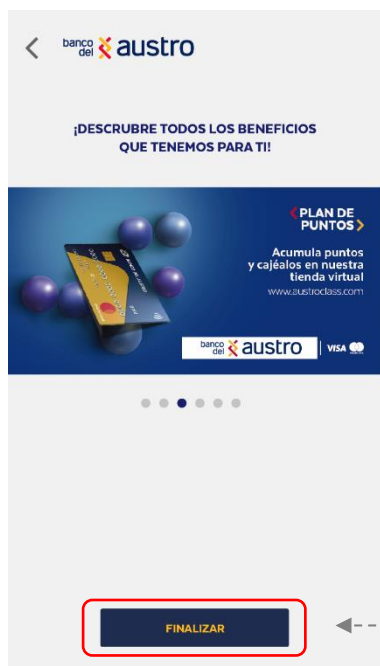 banco del austro
¡DESCRUBRE TODOS LOS BENEFICIOS
QUE TENEMOS PARA TI!
PLAN DE
PUNTOS
Acumula puntos
y cajéalos en nuestra
tienda virtual
www.austroclass.com
banco del austro VISA
FINALIZAR